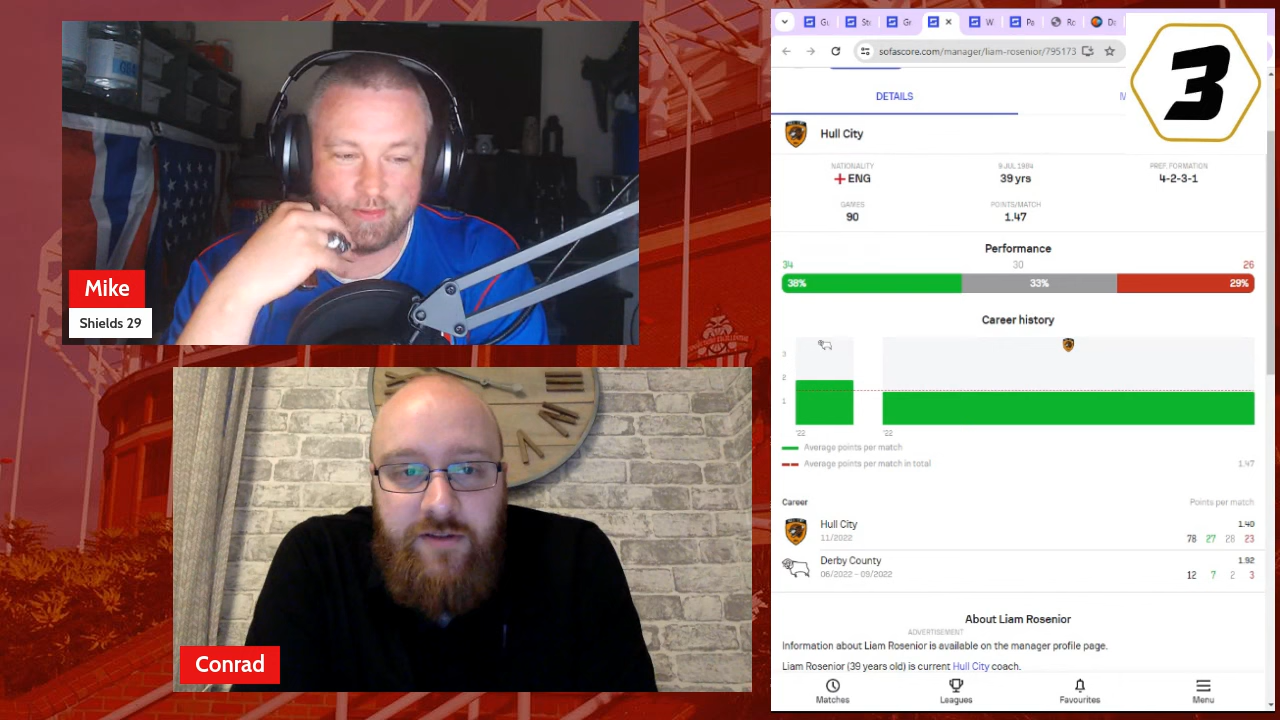 Mike
Shields 29
Conrad
3
Gu
Str
Gr
W
Pa
Ro
Do
sofascore.com/manager/liam-rosenior/795173
DETAILS
M
Hull City
NATIONALITY
ENG
9 JUL 1984
39 yrs
PREF. FORMATION
4-2-3-1
GAMES
90
POINTS/MATCH
1.47
Performance
34 30 26
38% 33% 29%
Career history
3
2
1
'22 '22
Average points per match
Average points per match in total 1.47
Career Points per match
Hull City 1.40
11/2022 78 27 28 23
Derby County 1.92
06/2022 - 09/2022 12 7 2 3
About Liam Rosenior
ADVERTISEMENT
Information about Liam Rosenior is available on the manager profile page.
Liam Rosenior (39 years old) is current Hull City coach.
Matches Leagues Favourites Menu